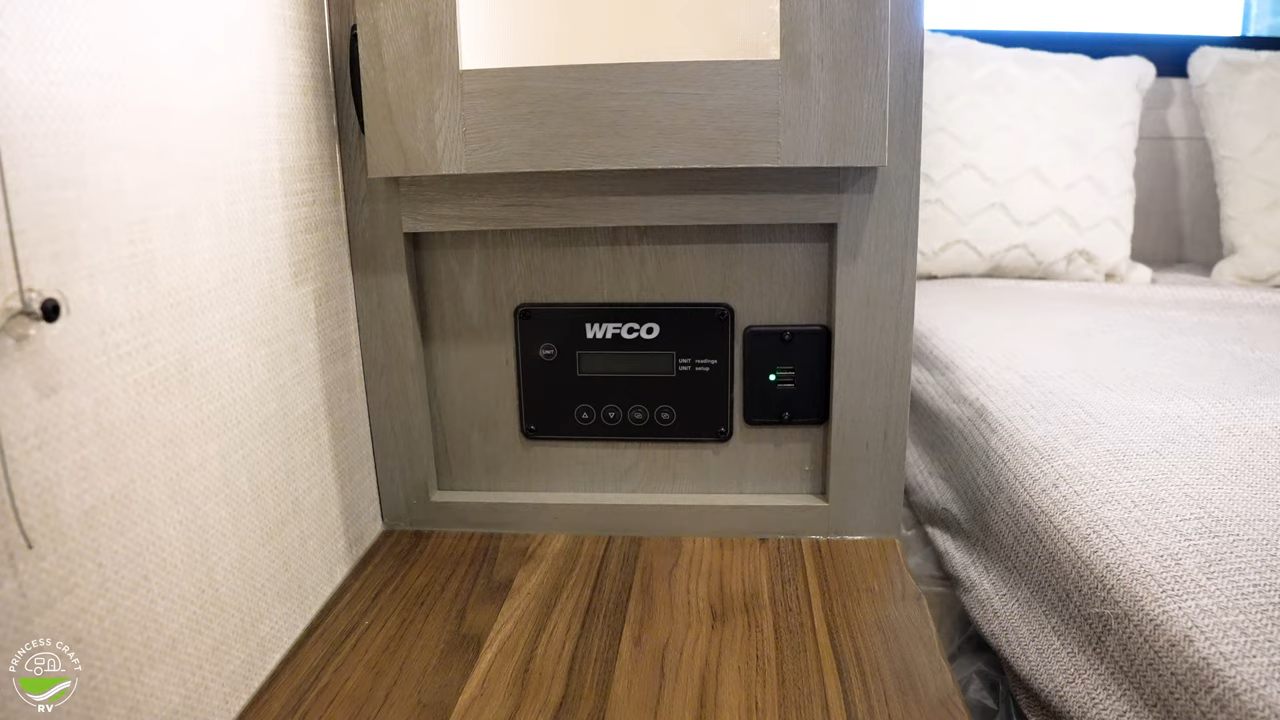 WFCO
UNIT
UNIT readings
UNIT setup
PRINCESS CRAFT
RV